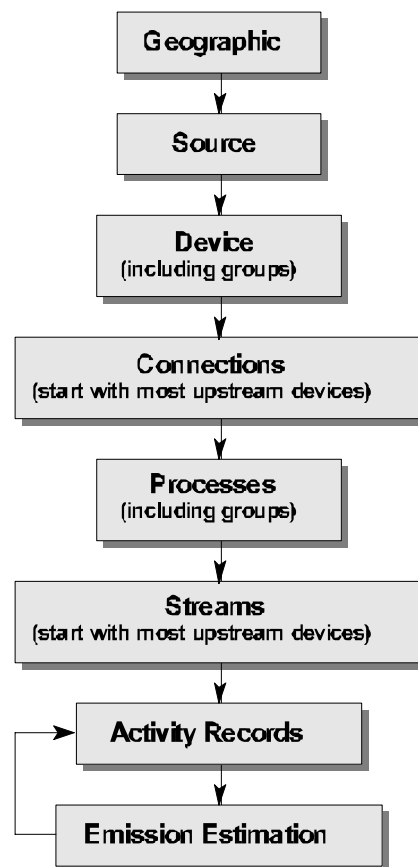 Geographic
Source
Device
(including groups)
Connections
(start with most upstream devices)
Processes
(including groups)
Streams
(start with most upstream devices)
Activity Records
Emission Estimation